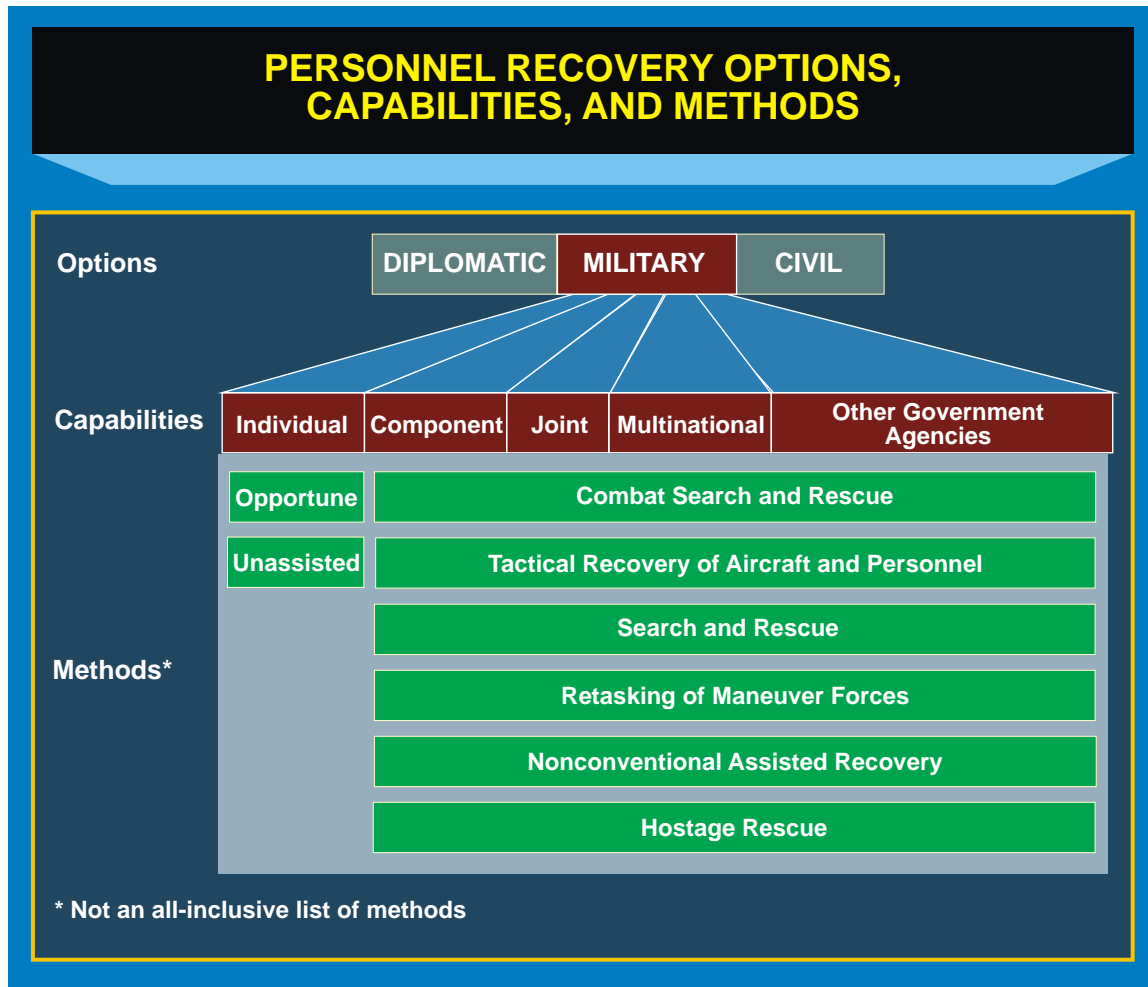 PERSONNEL RECOVERY OPTIONS,
CAPABILITIES, AND METHODS
Options
DIPLOMATIC
MILITARY
CIVIL
Capabilities
Individual
Component
Joint
Multinational
Other Government
Agencies
Methods*
Opportune
Combat Search and Rescue
Unassisted
Tactical Recovery of Aircraft and Personnel
Search and Rescue
Retasking of Maneuver Forces
Nonconventional Assisted Recovery
Hostage Rescue
* Not an all-inclusive list of methods